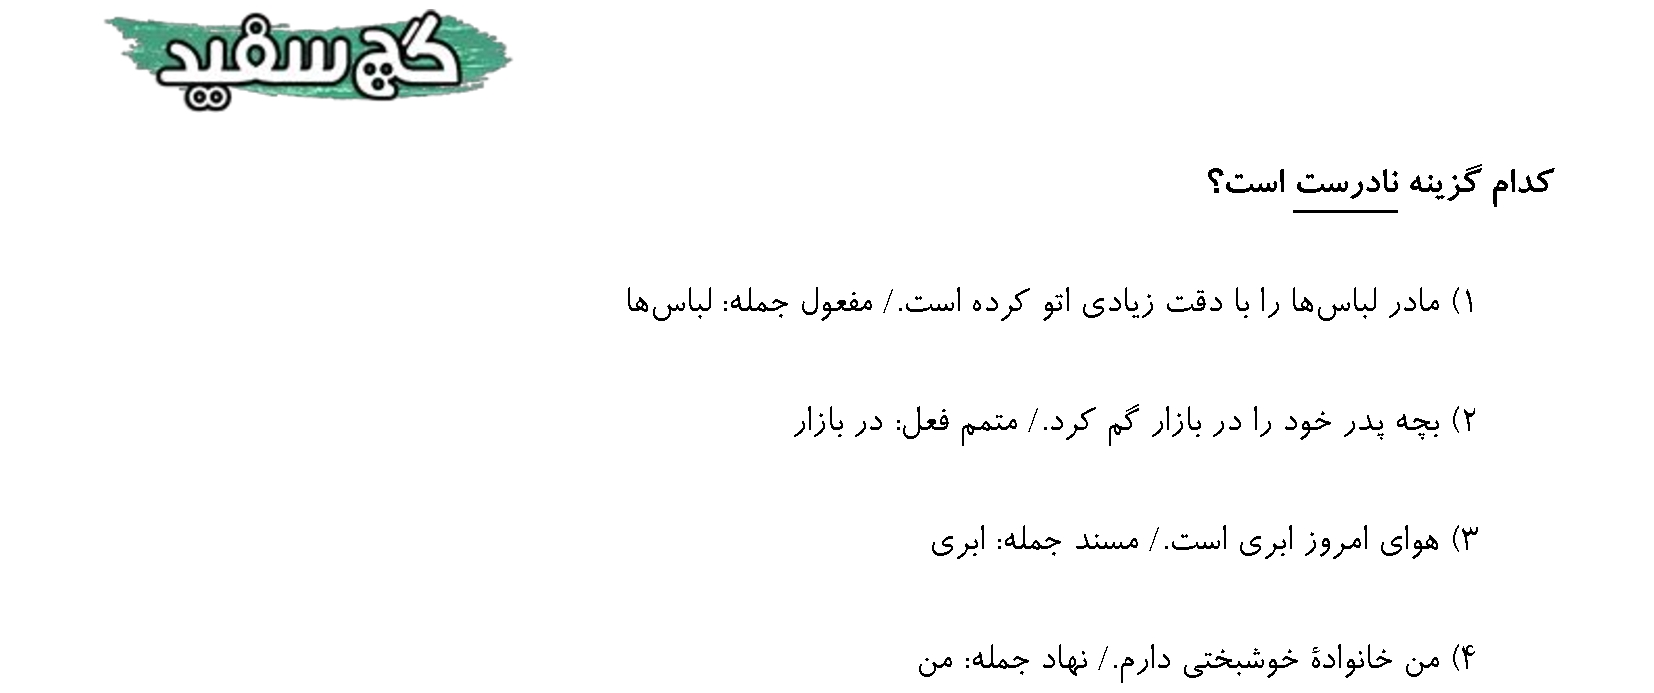 گچ سفید
کدام گزینه نادرست است؟
۱) مادر لباس‌ها را با دقت زیادی اتو کرده است./ مفعول جمله: لباس‌ها
۲) بچه پدر خود را در بازار گم کرد./ متمم فعل: در بازار
۳) هوای امروز ابری است./ مسند جمله: ابری
۴) من خانوادهٔ خوشبختی دارم./ نهاد جمله: من